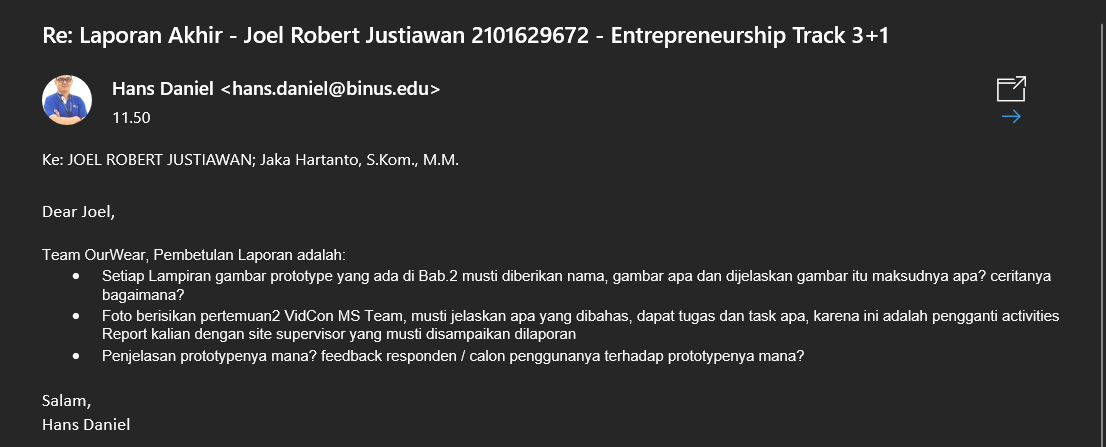 Re: Laporan Akhir - Joel Robert Justiawan 2101629672 - Entrepreneurship Track 3+1
Hans Daniel <hans.daniel@binus.edu>
11.50
Ke: JOEL ROBERT JUSTIAWAN; Jaka Hartanto, S.Kom., M.M.
Dear Joel,
Team OurWear, Pembetulan Laporan adalah:
• Setiap Lampiran gambar prototype yang ada di Bab.2 musti diberikan nama, gambar apa dan dijelaskan gambar itu maksudnya apa? ceritanya
bagaimana?
• Foto berisikan pertemuan2 VidCon MS Team, musti jelaskan apa yang dibahas, dapat tugas dan task apa, karena ini adalah pengganti activities
Report kalian dengan site supervisor yang musti disampaikan dilaporan
• Penjelasan prototypenya mana? feedback responden / calon penggunanya terhadap prototypenya mana?
Salam,
Hans Daniel